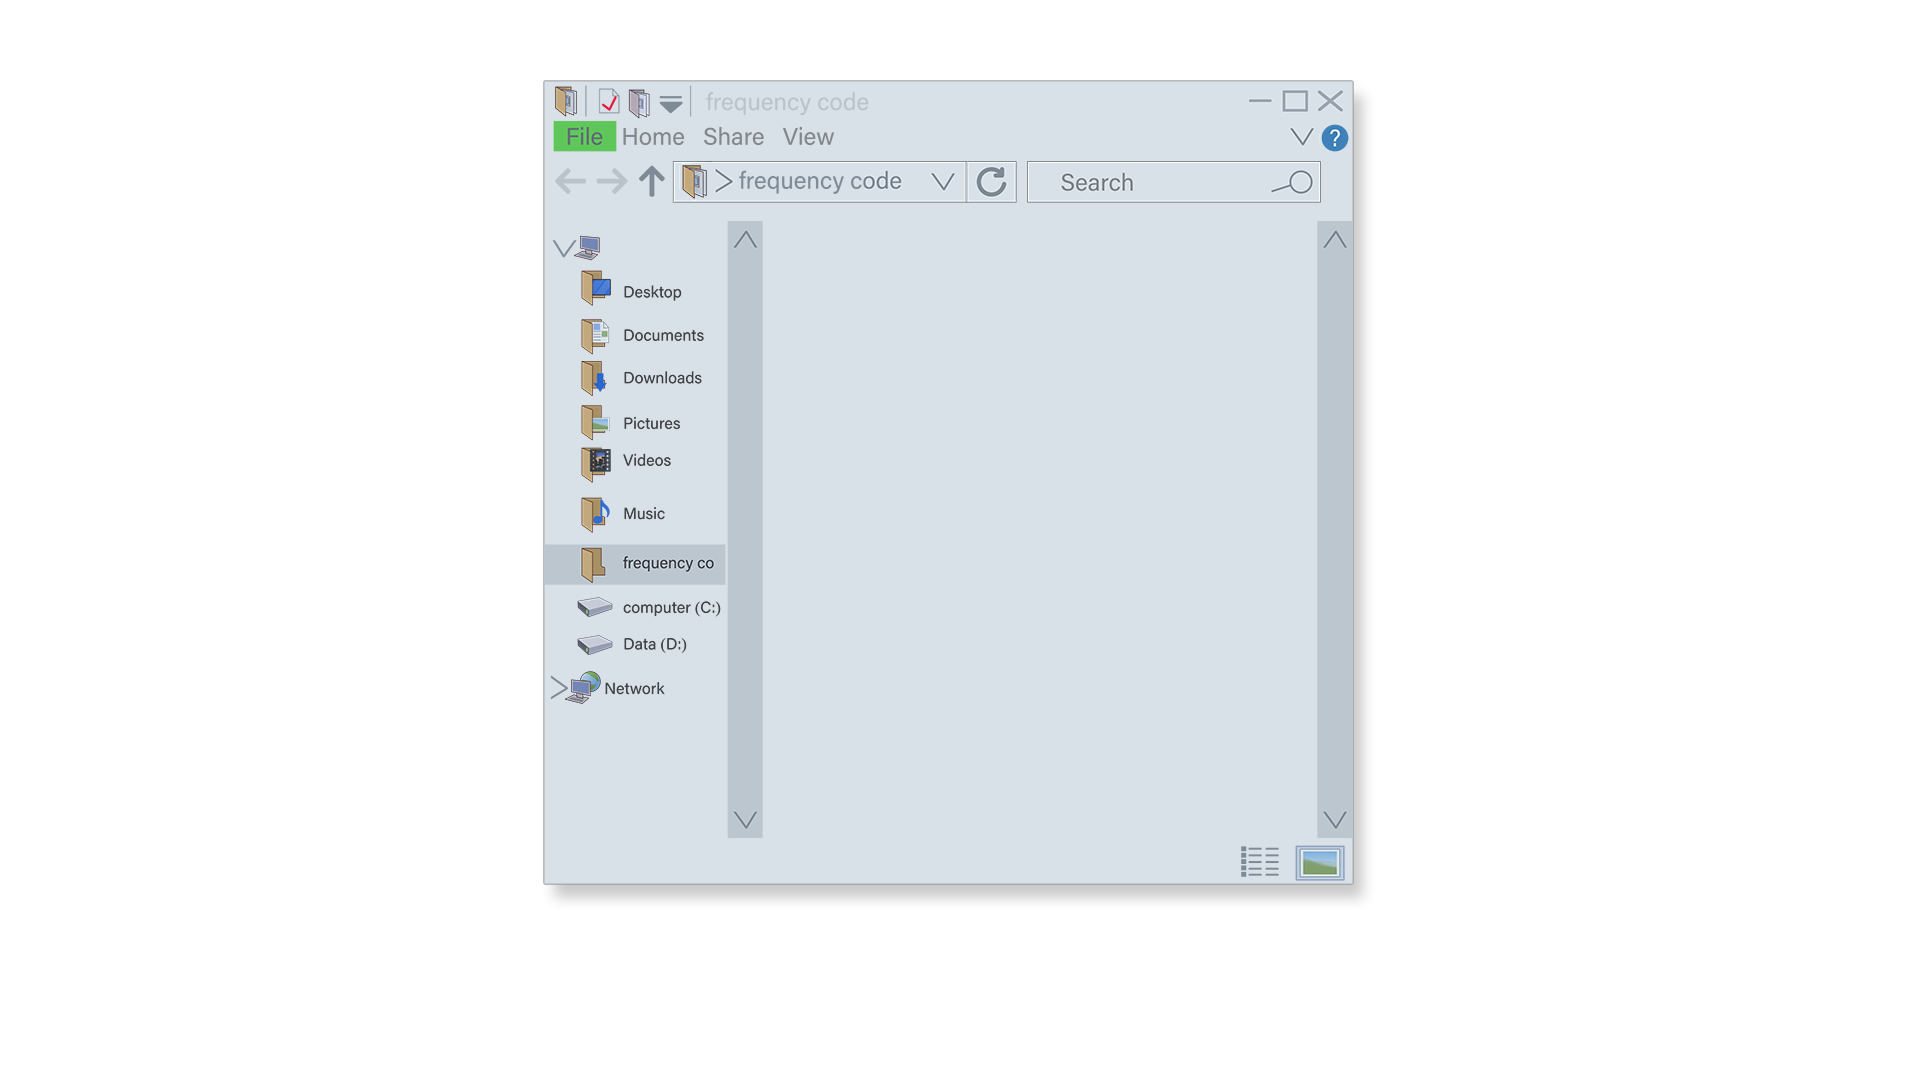 frequency code
File Home Share View
?
frequency code
Search
Desktop
Documents
Downloads
Pictures
Videos
Music
frequency co
computer (C:)
Data (D:)
Network